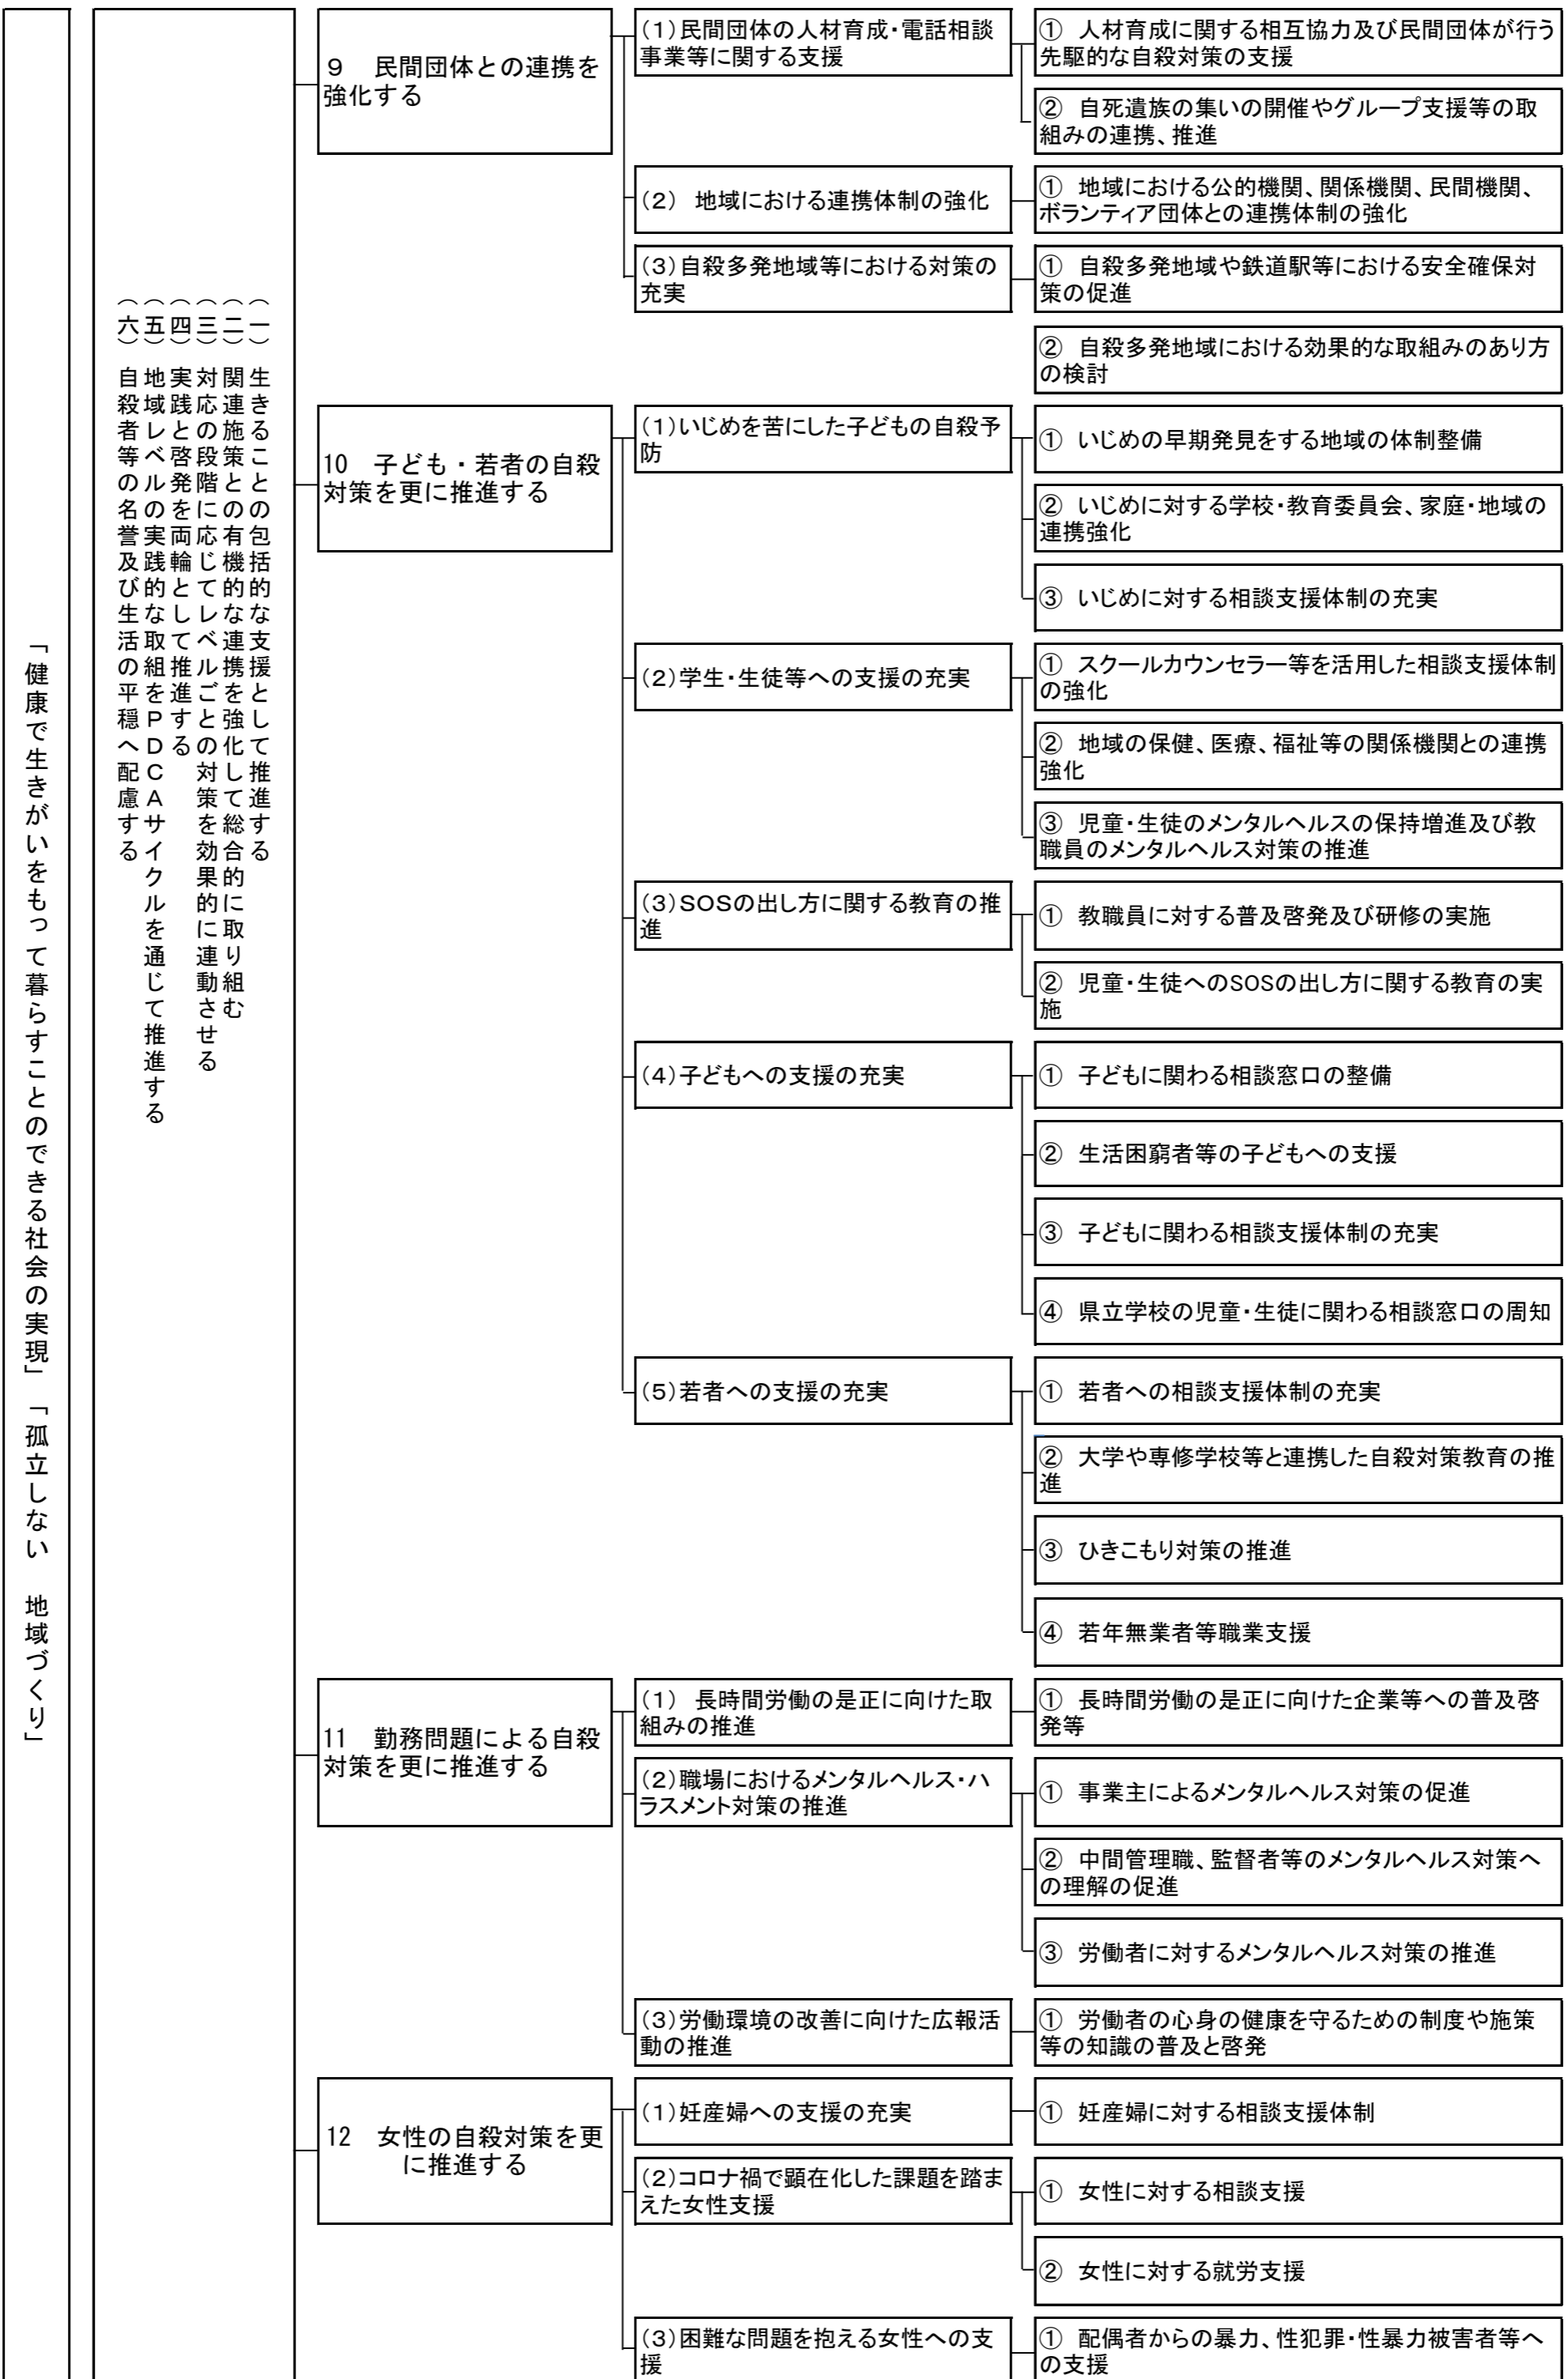 「健康で生きがいをもって暮らすことのできる社会の実現」「孤立しない　地域づくり」
（一）生きることの包括的な支援として推進する
（二）関連施策との有機的な連携を強化して総合的に取り組む
（三）対応の段階に応じてレベルごとの対策を効果的に連動させる
（四）実践と啓発を両輪として推進する
（五）地域レベルの実践的な取組をＰＤＣＡサイクルを通じて推進する
（六）自殺者等の名誉及び生活の平穏へ配慮する
９　民間団体との連携を
強化する
（１）民間団体の人材育成・電話相談
事業等に関する支援
①　人材育成に関する相互協力及び民間団体が行う
先駆的な自殺対策の支援
②　自死遺族の集いの開催やグループ支援等の取
組みの連携、推進
（２）　地域における連携体制の強化
①　地域における公的機関、関係機関、民間機関、
ボランティア団体との連携体制の強化
（３）自殺多発地域等における対策の
充実
①　自殺多発地域や鉄道駅等における安全確保対
策の促進
②　自殺多発地域における効果的な取組みのあり方
の検討
10　子ども・若者の自殺
対策を更に推進する
（１）いじめを苦にした子どもの自殺予
防
①　いじめの早期発見をする地域の体制整備
②　いじめに対する学校・教育委員会、家庭・地域の
連携強化
③　いじめに対する相談支援体制の充実
（２）学生・生徒等への支援の充実
①　スクールカウンセラー等を活用した相談支援体制
の強化
②　地域の保健、医療、福祉等の関係機関との連携
強化
③　児童・生徒のメンタルヘルスの保持増進及び教
職員のメンタルヘルス対策の推進
（３）ＳＯＳの出し方に関する教育の推
進
①　教職員に対する普及啓発及び研修の実施
②　児童・生徒へのSOSの出し方に関する教育の実
施
（４）子どもへの支援の充実
①　子どもに関わる相談窓口の整備
②　生活困窮者等の子どもへの支援
③　子どもに関わる相談支援体制の充実
④　県立学校の児童・生徒に関わる相談窓口の周知
（５）若者への支援の充実
①　若者への相談支援体制の充実
②　大学や専修学校等と連携した自殺対策教育の推
進
③　ひきこもり対策の推進
④　若年無業者等職業支援
11　勤務問題による自殺
対策を更に推進する
（１）　長時間労働の是正に向けた取
組みの推進
①　長時間労働の是正に向けた企業等への普及啓
発等
（２）職場におけるメンタルヘルス・ハ
ラスメント対策の推進
①　事業主によるメンタルヘルス対策の促進
②　中間管理職、監督者等のメンタルヘルス対策へ
の理解の促進
③　労働者に対するメンタルヘルス対策の推進
（３）労働環境の改善に向けた広報活
動の推進
①　労働者の心身の健康を守るための制度や施策
等の知識の普及と啓発
12　女性の自殺対策を更
に推進する
（１）妊産婦への支援の充実
①　妊産婦に対する相談支援体制
（２）コロナ禍で顕在化した課題を踏ま
えた女性支援
①　女性に対する相談支援
②　女性に対する就労支援
（３）困難な問題を抱える女性への支
援
①　配偶者からの暴力、性犯罪・性暴力被害者等へ
の支援